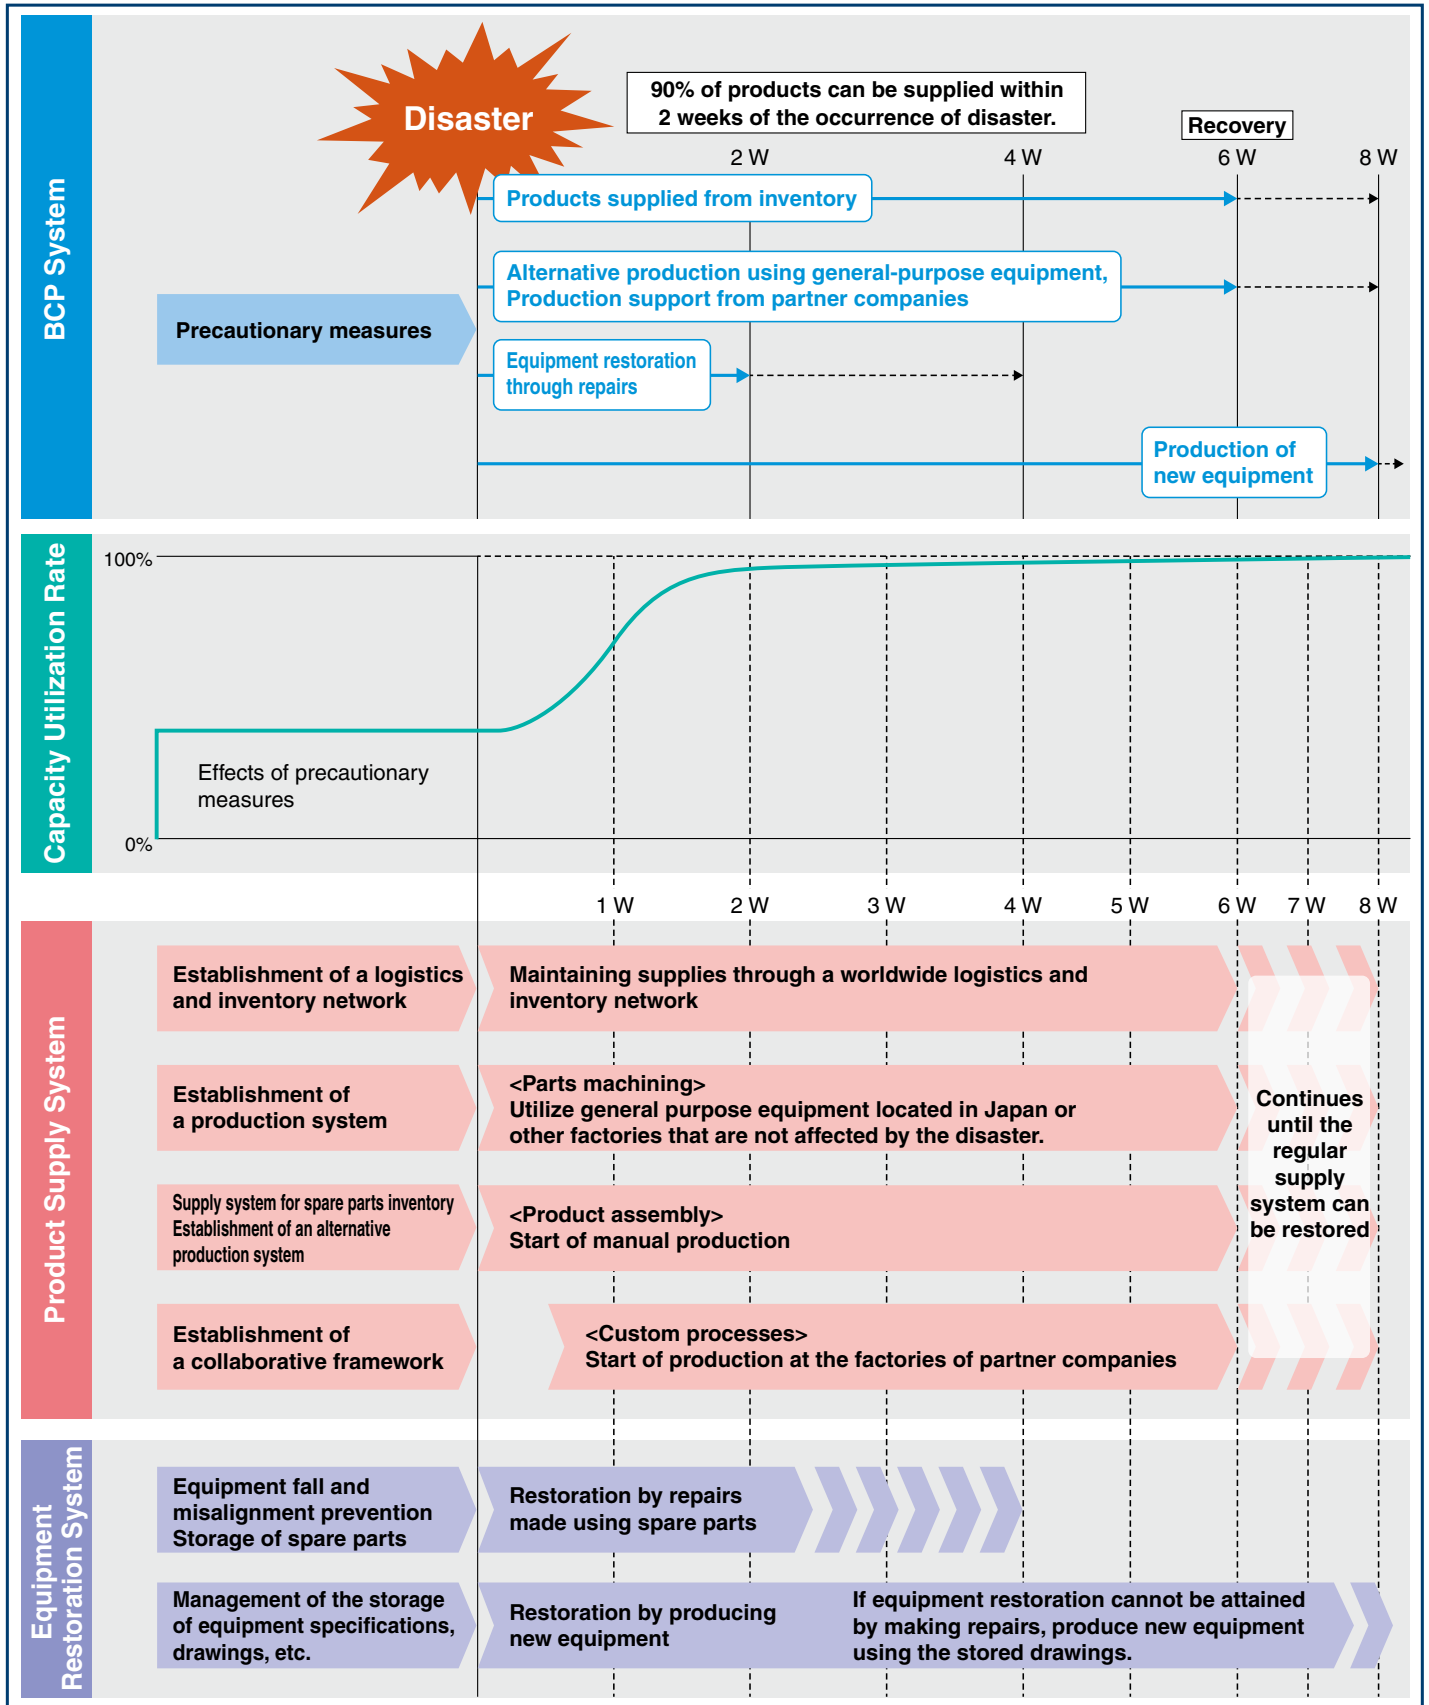 BCP System
Disaster
90% of products can be supplied within
2 weeks of the occurrence of disaster.
Recovery
2 W
4 W
6 W
8 W
Products supplied from inventory
Alternative production using general-purpose equipment,
Production support from partner companies
Precautionary measures
Equipment restoration
through repairs
Production of
new equipment
Capacity Utilization Rate
100%
Effects of precautionary
measures
0%
1 W
2 W
3 W
4 W
5 W
6 W
7 W
8 W
Product Supply System
Establishment of a logistics
and inventory network
Maintaining supplies through a worldwide logistics and
inventory network
Establishment of
a production system
<Parts machining>
Utilize general purpose equipment located in Japan or
other factories that are not affected by the disaster.
Supply system for spare parts inventory
Establishment of an alternative
production system
<Product assembly>
Start of manual production
Establishment of
a collaborative framework
<Custom processes>
Start of production at the factories of partner companies
Continues
until the
regular
supply
system can
be restored
Equipment
Restoration System
Equipment fall and
misalignment prevention
Storage of spare parts
Restoration by repairs
made using spare parts
Management of the storage
of equipment specifications,
drawings, etc.
Restoration by producing
new equipment
If equipment restoration cannot be attained
by making repairs, produce new equipment
using the stored drawings.